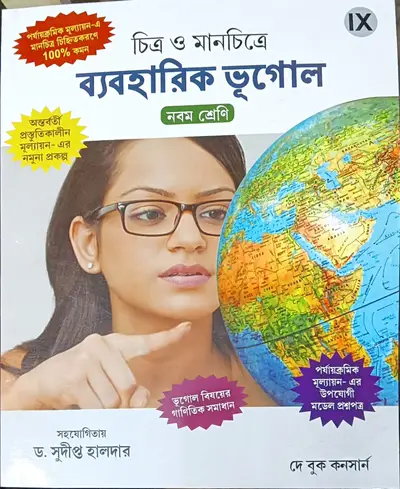 পর্যায়ক্রমিক মূল্যায়ন-এ
মানচিত্র চিহ্নিতকরণে
100% কমন
IX
চিত্র ও মানচিত্রে
ব্যবহারিক ভূগোল
নবম শ্রেণি
অন্তর্বর্তী
প্রস্তুতিকালীন
মূল্যায়ন- এর
নমুনা প্রকল্প
ভূগোল বিষয়ের
গাণিতিক সমাধান
পর্যায়ক্রমিক
মূল্যায়ন- এর
উপযোগী
মডেল প্রশ্নপত্র
সহযোগিতায়
ড. সুদীপ্ত হালদার
দে বুক কনসার্ন